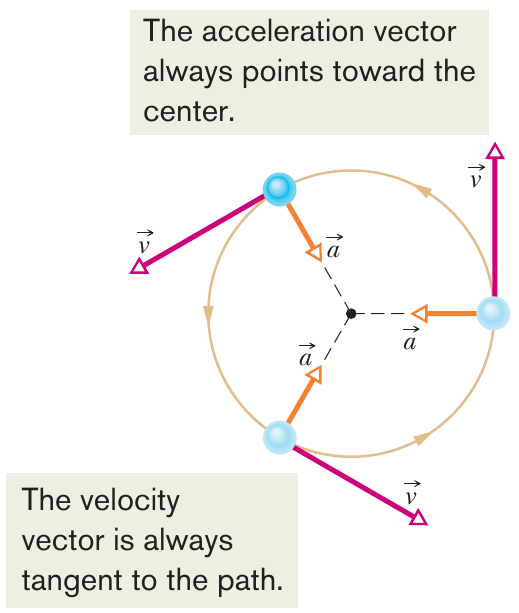 The acceleration vector
always points toward the
center.
v⃗
v⃗
a⃗
a⃗
a⃗
v⃗
The velocity
vector is always
tangent to the path.